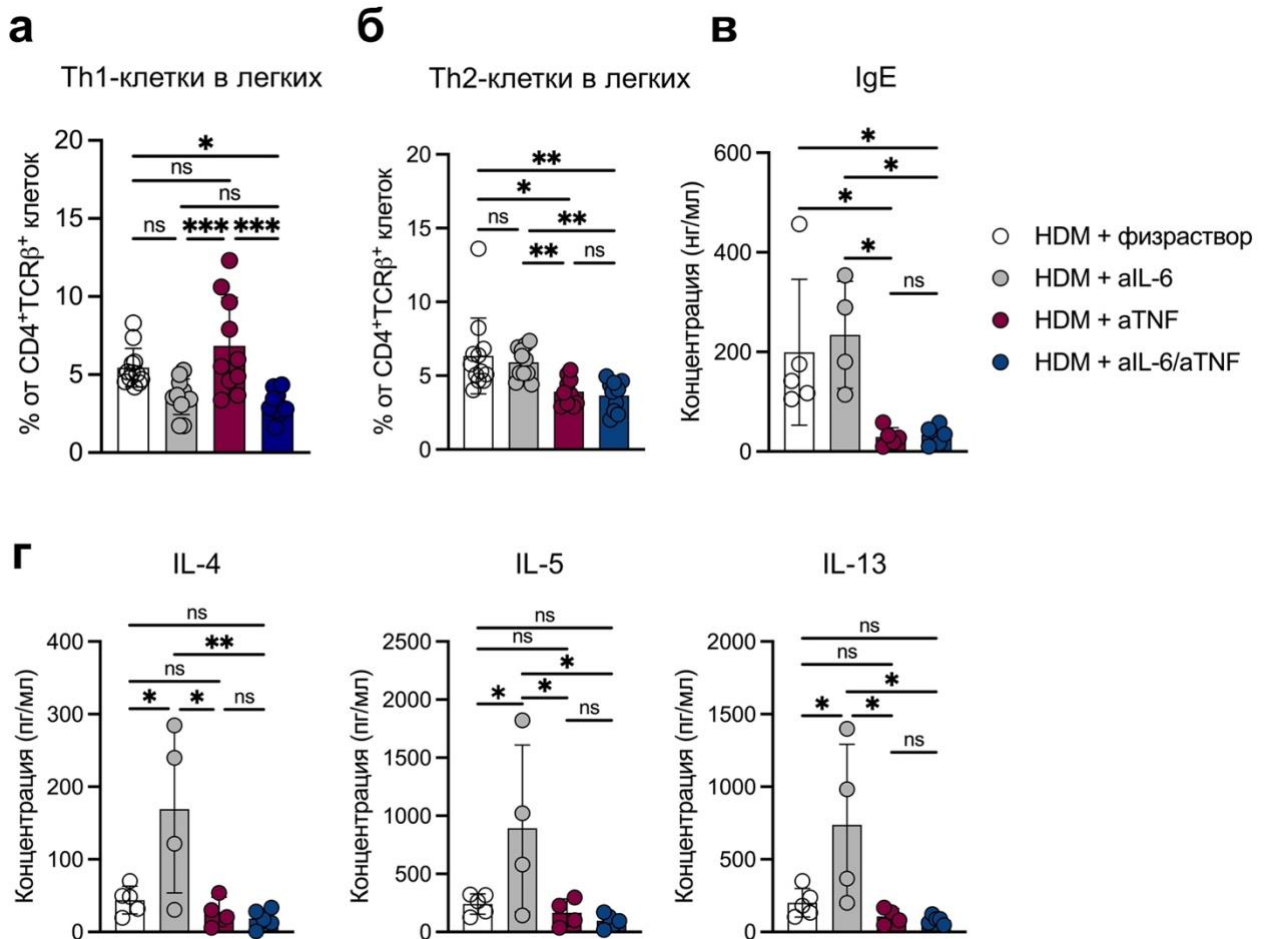 а
Th1-клетки в легких
% от CD4+TCRβ+ клеток
20
15
10
5
0
*
ns
ns
ns
***
***
б
Th2-клетки в легких
% от CD4+TCRβ+ клеток
20
15
10
5
0
**
*
ns
**
**
ns
в
IgE
Концентрация (нг/мл)
600
400
200
0
*
*
*
*
ns
HDM + физраствор
HDM + aIL-6
HDM + aTNF
HDM + aIL-6/aTNF
г
IL-4
Концентрация (пг/мл)
400
300
200
100
0
ns
**
ns
*
*
ns
IL-5
Концентрация (пг/мл)
2500
2000
1500
1000
500
0
ns
ns
*
*
*
ns
IL-13
Концентрация (пг/мл)
2000
1500
1000
500
0
ns
ns
*
*
*
ns